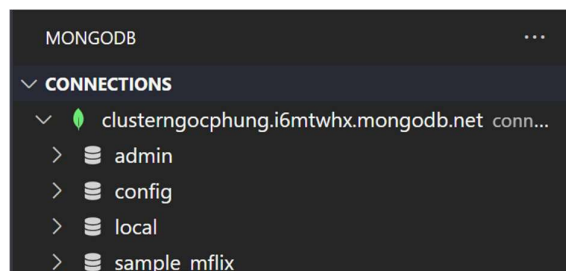 MONGODB ...
CONNECTIONS
clusterngocphung.i6mtwhx.mongodb.net conn...
admin
config
local
sample_mflix